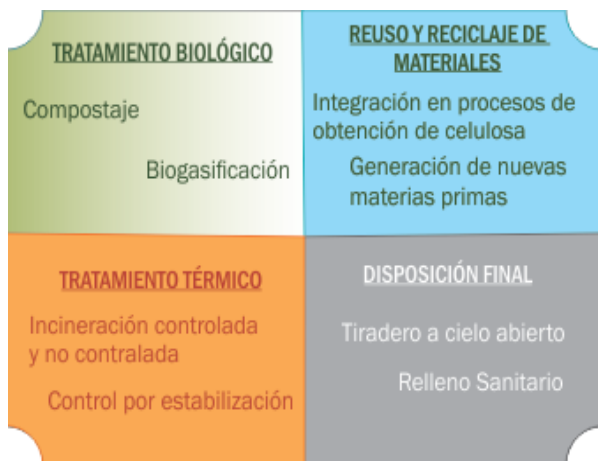 TRATAMIENTO BIOLÓGICO
Compostaje
Biogasificación
REUSO Y RECICLAJE DE
MATERIALES
Integración en procesos de
obtención de celulosa
Generación de nuevas
materias primas
TRATAMIENTO TÉRMICO
Incineración controlada
y no contralada
Control por estabilización
DISPOSICIÓN FINAL
Tiradero a cielo abierto
Relleno Sanitario